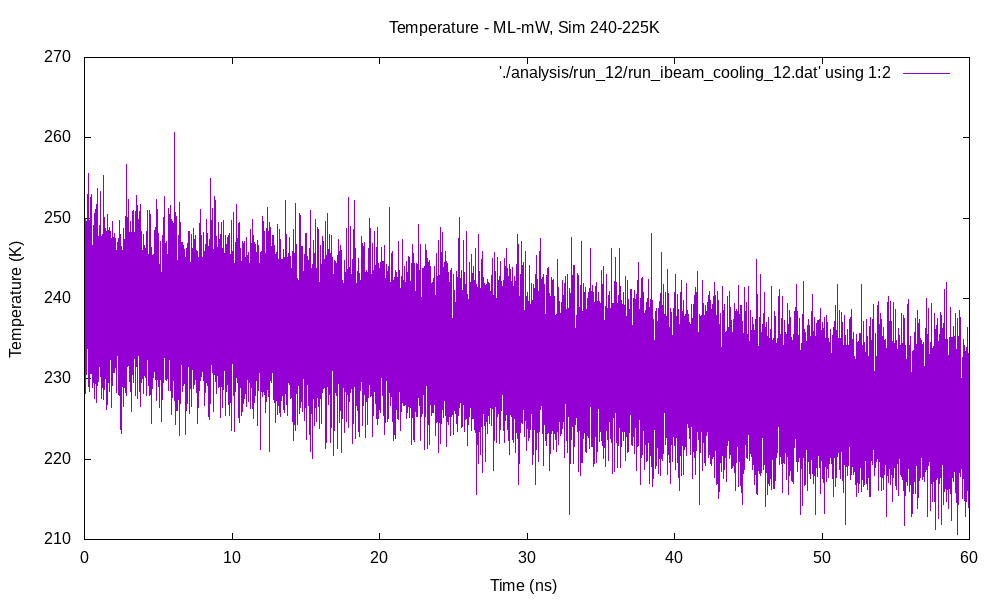 Temperature - ML-mW, Sim 240-225K
'./analysis/run_12/run_ibeam_cooling_12.dat' using 1:2
270
260
250
240
230
220
210
Temperature (K)
0 10 20 30 40 50 60
Time (ns)